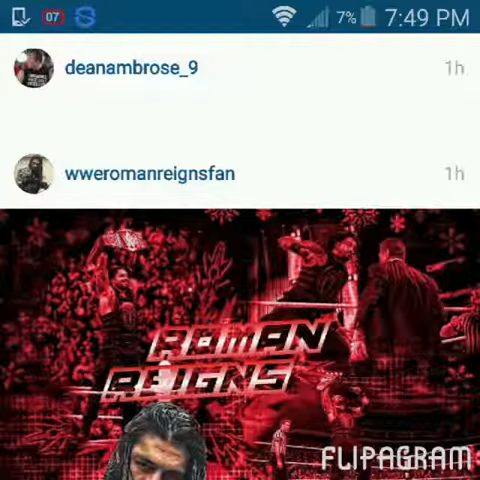 07 7% 7:49 PM
deanambrose_9 1h
wweromanreignsfan 1h
ROMAN
REIGNS
FLIPAGRAM